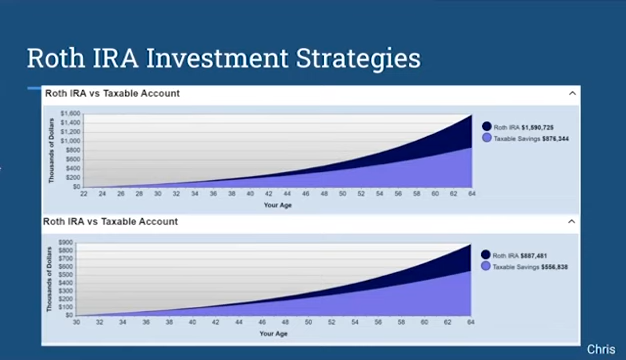 Roth IRA Investment Strategies
Roth IRA vs Taxable Account
Thousands of Dollars
$1,600
$1,400
$1,200
$1,000
$800
$600
$400
$200
$0
22 24 26 28 30 32 34 36 38 40 42 44 46 48 50 52 54 56 58 60 62 64
Your Age
Roth IRA $1,590,725
Taxable Savings $876,344
Roth IRA vs Taxable Account
Thousands of Dollars
$900
$800
$700
$600
$500
$400
$300
$200
$100
$0
30 32 34 36 38 40 42 44 46 48 50 52 54 56 58 60 62 64
Your Age
Roth IRA $887,481
Taxable Savings $556,838
Chris